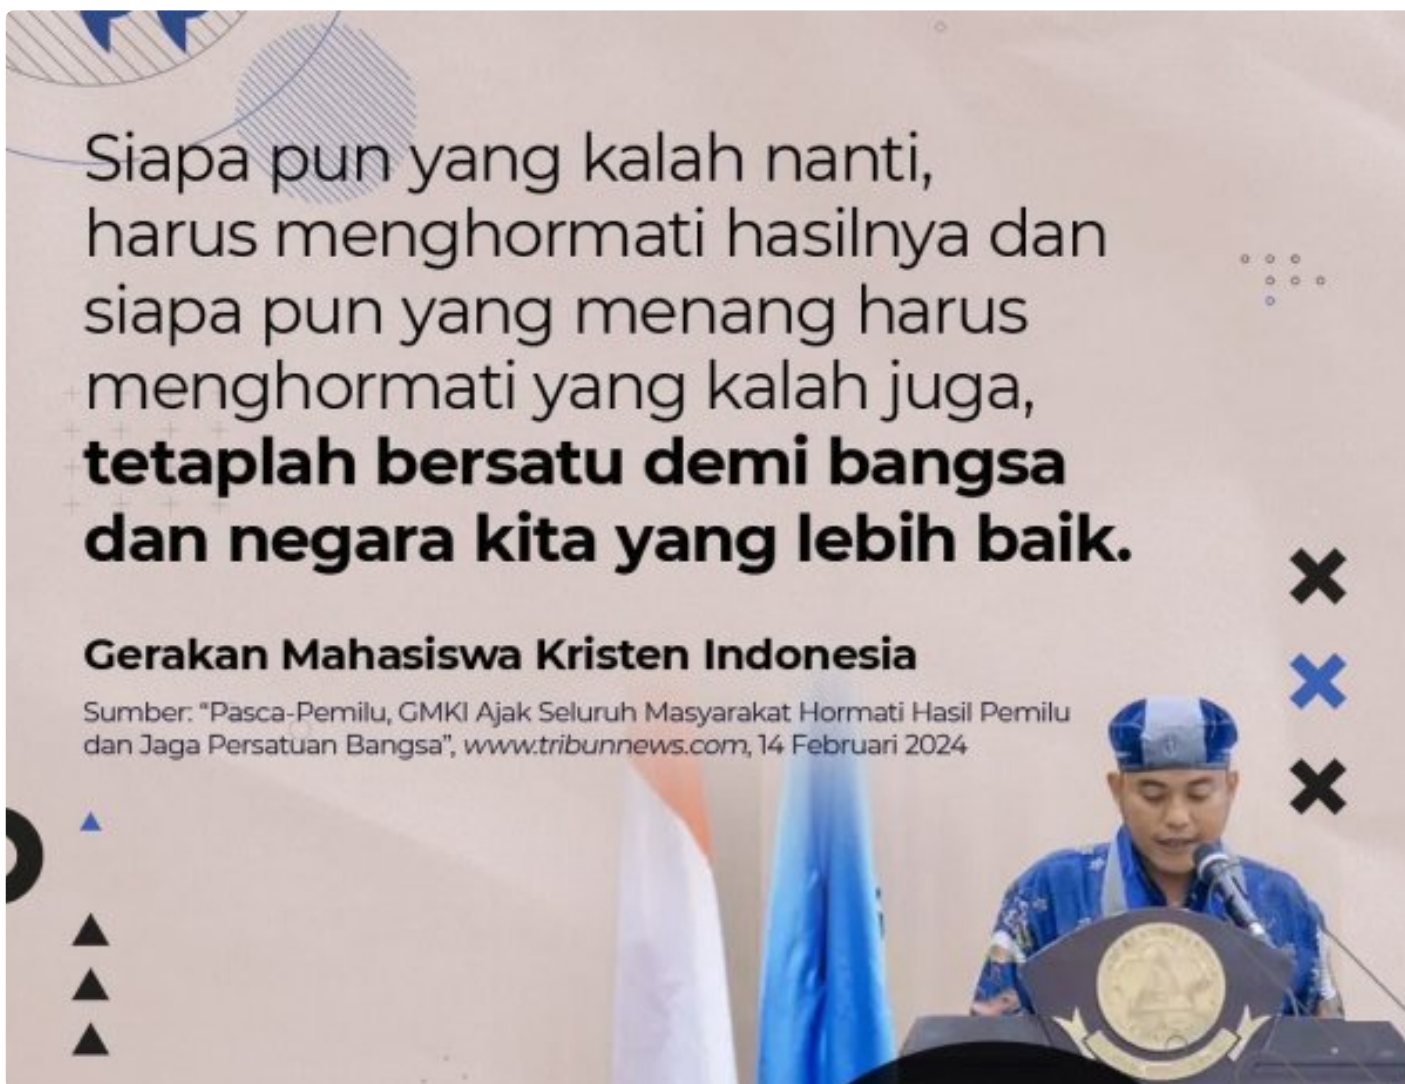 Siapa pun yang kalah nanti,
harus menghormati hasilnya dan
siapa pun yang menang harus
menghormati yang kalah juga,
tetaplah bersatu demi bangsa
dan negara kita yang lebih baik.
Gerakan Mahasiswa Kristen Indonesia
Sumber: “Pasca-Pemilu, GMKI Ajak Seluruh Masyarakat Hormati Hasil Pemilu
dan Jaga Persatuan Bangsa”, www.tribunnews.com, 14 Februari 2024